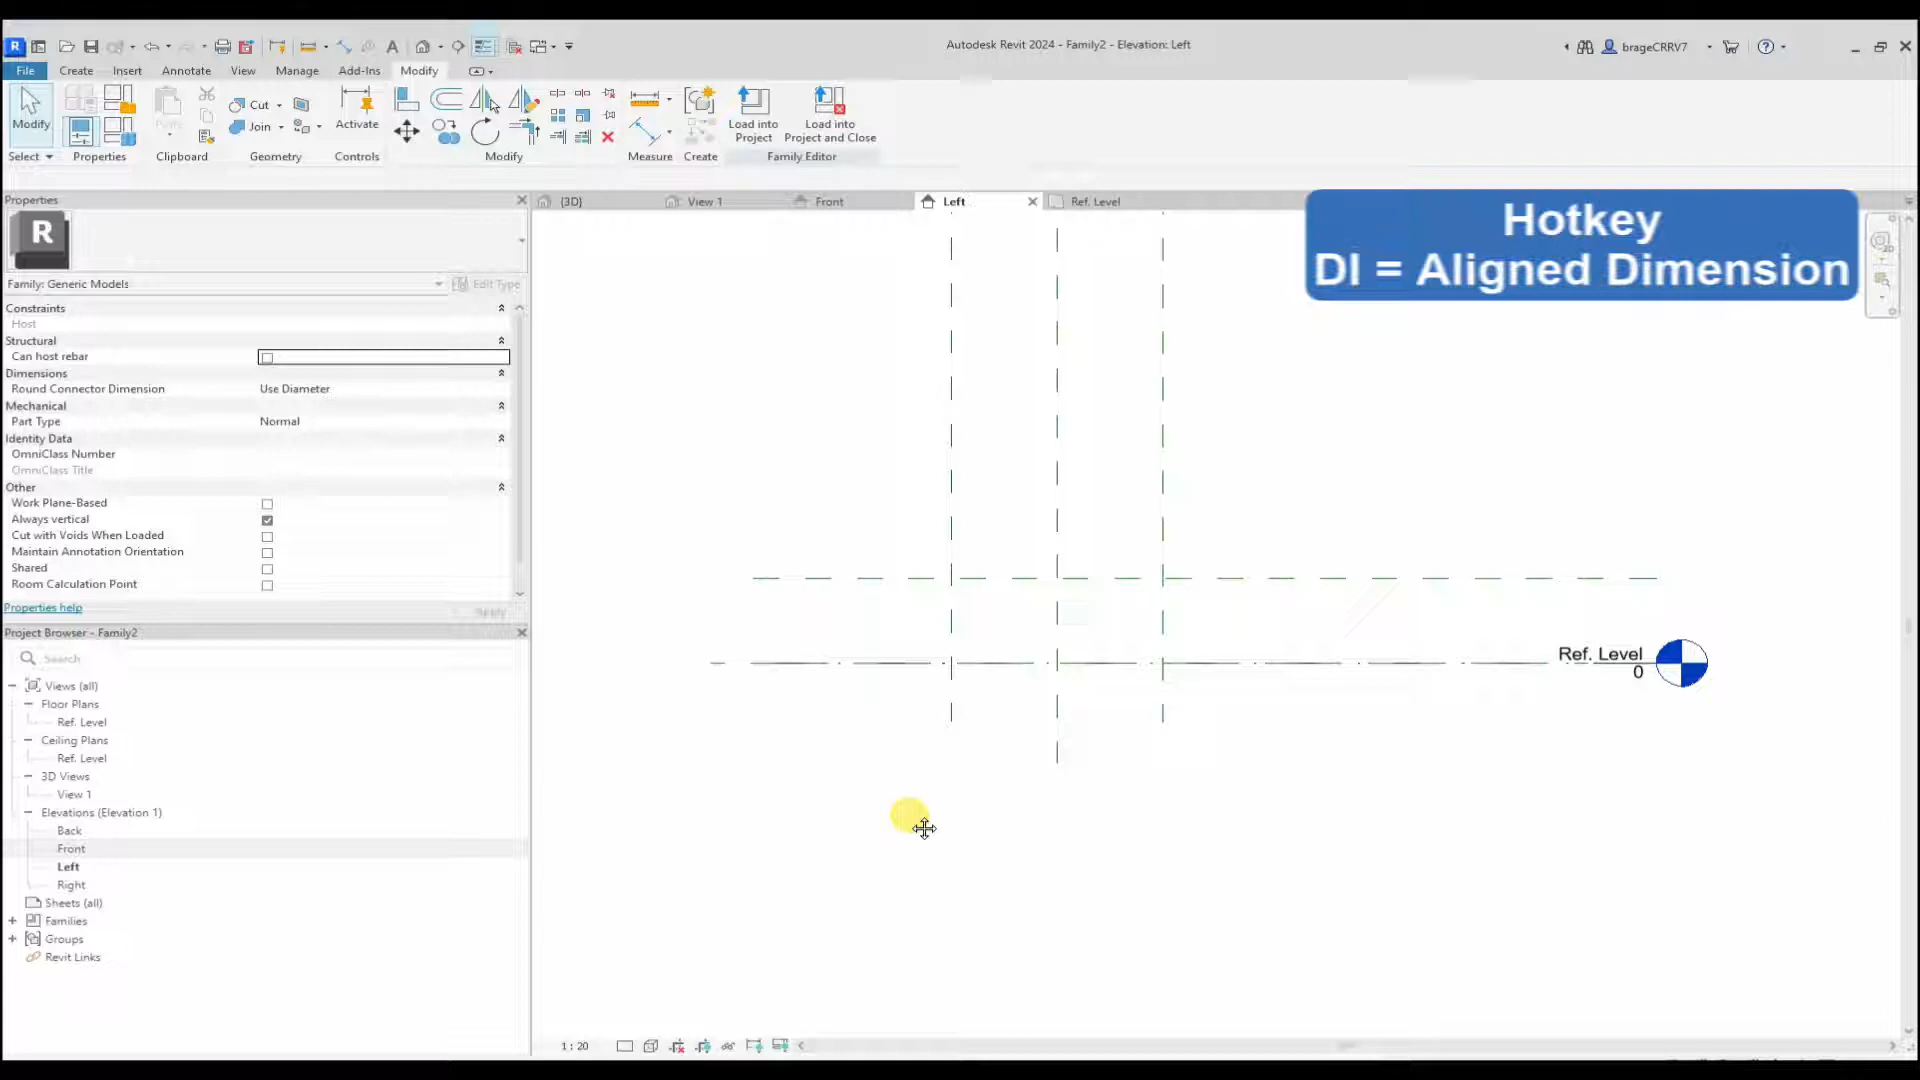 Autodesk Revit 2024 - Family2 - Elevation: Left
brageCRRV7
File Create Insert Annotate View Manage Add-Ins Modify
Modify
Cut
Join
Activate
Load into
Project
Load into
Project and Close
Select Properties Clipboard Geometry Controls Modify Measure Create Family Editor
Properties
{3D} View 1 Front Left Ref. Level
Hotkey
DI = Aligned Dimension
R
Family: Generic Models
Edit Type
Constraints
Host
Structural
Can host rebar
Dimensions
Round Connector Dimension Use Diameter
Mechanical
Part Type Normal
Identity Data
OmniClass Number
OmniClass Title
Other
Work Plane-Based
Always vertical
Cut with Voids When Loaded
Maintain Annotation Orientation
Shared
Room Calculation Point
Properties help
Apply
Project Browser - Family2
Search
Views (all)
Floor Plans
Ref. Level
Ceiling Plans
Ref. Level
3D Views
View 1
Elevations (Elevation 1)
Back
Front
Left
Right
Sheets (all)
Families
Groups
Revit Links
Ref. Level
0
1 : 20